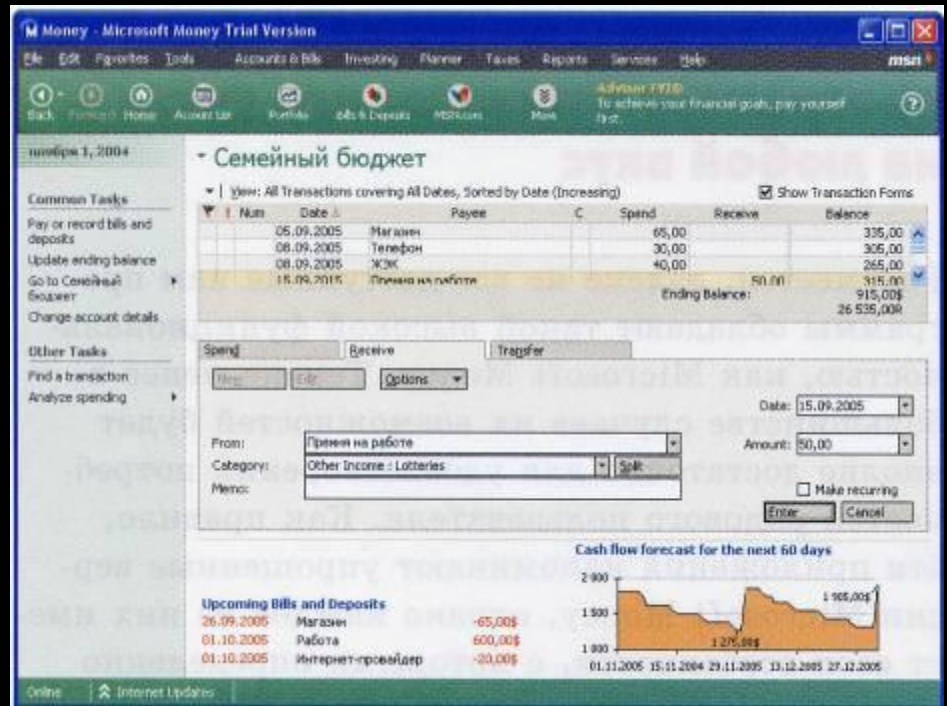 Money - Microsoft Money Trial Version
File Edit Favorites Tools Accounts & Bills Investing Planner Taxes Reports Services Help msn
Back Forward Home Account List Portfolio Bills & Deposits MSN.com More
Advisor FYI
To achieve your financial goals, pay yourself first.
ноября 1, 2004
Семейный бюджет
View: All Transactions covering All Dates, Sorted by Date (Increasing) Show Transaction Forms
! Num Date Payee C Spend Receive Balance
05.09.2005 Магазин 65,00 335,00
08.09.2005 Телефон 30,00 305,00
08.09.2005 ЖЭК 40,00 265,00
15.09.2015 Премия на работе 50,00 315,00
Ending Balance: 915,00$
26 535,00R
Common Tasks
Pay or record bills and
deposits
Update ending balance
Go to Семейный
бюджет
Change account details
Other Tasks
Find a transaction
Analyze spending
Spend Receive Transfer
New Edit Options
Date: 15.09.2005
From: Премия на работе Amount: 50,00
Category: Other Income : Lotteries Split
Memo:
Make recurring
Enter Cancel
Upcoming Bills and Deposits
26.09.2005 Магазин -65,00$
01.10.2005 Работа 600,00$
01.10.2005 Интернет-провайдер -20,00$
Cash flow forecast for the next 60 days
2 000
1 500
1 000
1 905,00$
1 275,00$
01.11.2005 15.11.2004 29.11.2005 13.12.2005 27.12.2005
Online Internet Updates